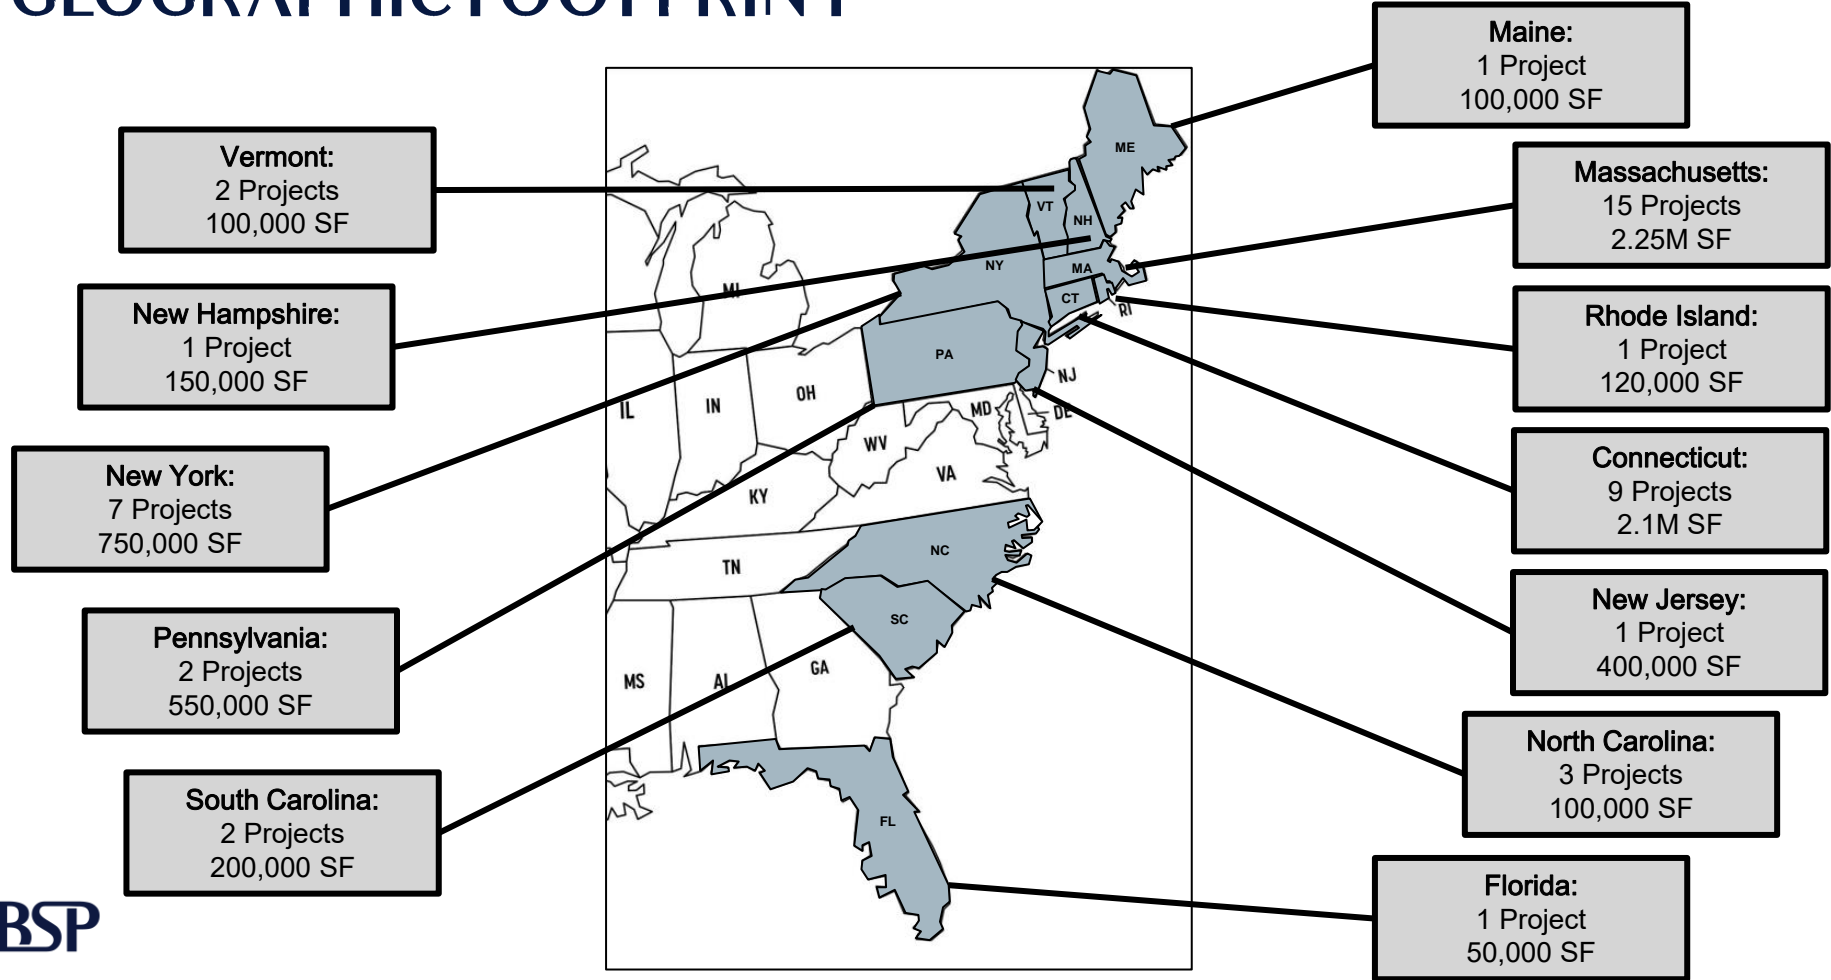 GEOGRAPHIC FOOTPRINT
Maine:
1 Project
100,000 SF
Vermont:
2 Projects
100,000 SF
Massachusetts:
15 Projects
2.25M SF
New Hampshire:
1 Project
150,000 SF
Rhode Island:
1 Project
120,000 SF
New York:
7 Projects
750,000 SF
Connecticut:
9 Projects
2.1M SF
Pennsylvania:
2 Projects
550,000 SF
New Jersey:
1 Project
400,000 SF
South Carolina:
2 Projects
200,000 SF
North Carolina:
3 Projects
100,000 SF
Florida:
1 Project
50,000 SF
ME
VT
NH
NY
MA
CT
RI
MI
PA
NJ
OH
IN
IL
MD
DE
WV
VA
KY
NC
TN
SC
GA
MS
AL
FL
BSP